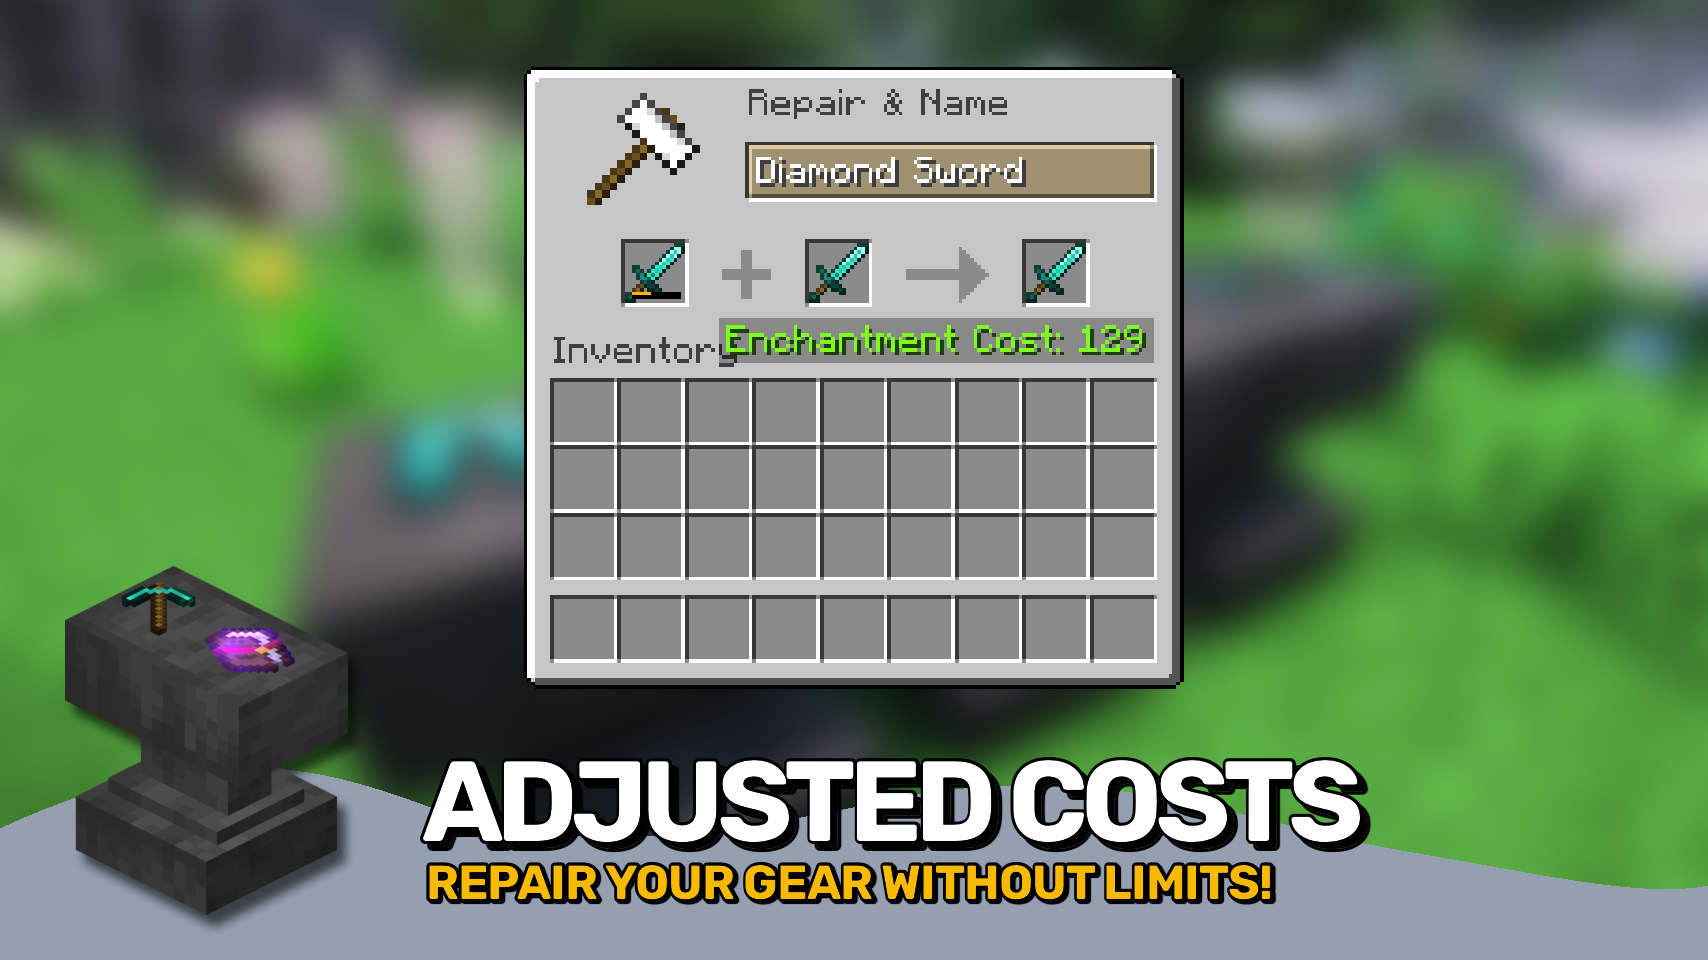 Repair & Name
Diamond Sword
Inventory
Enchantment Cost: 129
ADJUSTED COSTS
REPAIR YOUR GEAR WITHOUT LIMITS!